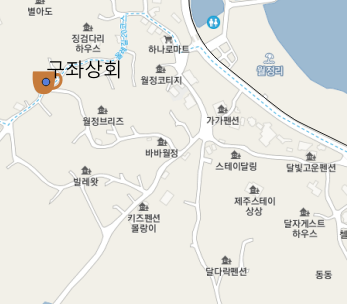 별아도
징검다리
하우스
하나로마트
구좌상회
월정코티지
월정리
월정브리즈
가가펜션
바바월정
스테이달링
달빛고운펜션
빌레왓
제주스테이
상상
키즈펜션
몰랑이
달자게스트
하우스
달다락펜션
동동